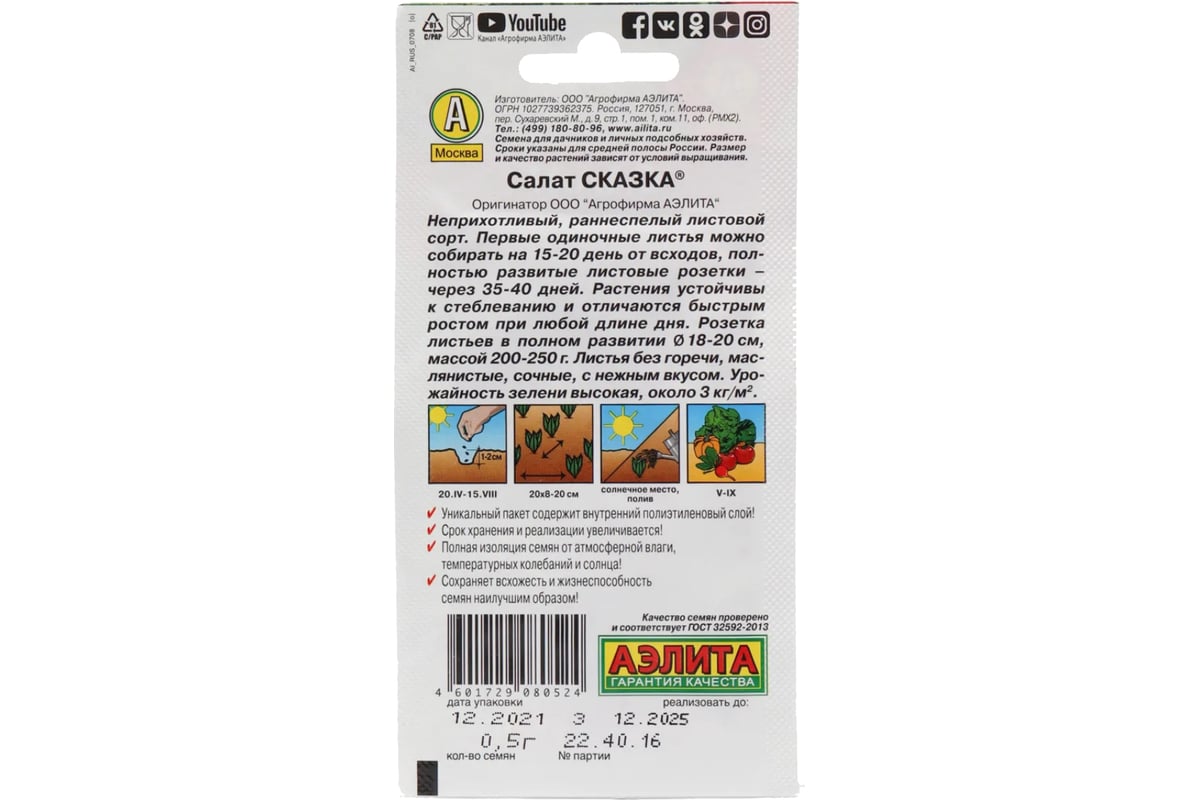 AI_RUS_0708 (о)
81
C/PAP
YouTube
Канал «Агрофирма АЭЛИТА»
А
Москва
Изготовитель: ООО "Агрофирма АЭЛИТА".
ОГРН 1027739362375. Россия, 127051, г. Москва,
пер. Сухаревский М., д.9, стр.1, пом.1, ком.11, оф. (РМХ2).
Тел.: (499) 180-80-96, www.ailita.ru
Семена для дачников и личных подсобных хозяйств.
Сроки указаны для средней полосы России. Размер
и качество растений зависят от условий выращивания.
Салат СКАЗКА®
Оригинатор ООО "Агрофирма АЭЛИТА"
Неприхотливый, раннеспелый листовой
сорт. Первые одиночные листья можно
собирать на 15-20 день от всходов, пол-
ностью развитые листовые розетки –
через 35-40 дней. Растения устойчивы
к стеблеванию и отличаются быстрым
ростом при любой длине дня. Розетка
листьев в полном развитии Ø 18-20 см,
массой 200-250 г. Листья без горечи, мас-
лянистые, сочные, с нежным вкусом. Уро-
жайность зелени высокая, около 3 кг/м².
1-2 см
20.IV-15.VIII
20x8-20 см
солнечное место,
полив
V-IX
Уникальный пакет содержит внутренний полиэтиленовый слой!
Срок хранения и реализации увеличивается!
Полная изоляция семян от атмосферной влаги,
температурных колебаний и солнца!
Сохраняет всхожесть и жизнеспособность
семян наилучшим образом!
Качество семян проверено
и соответствует ГОСТ 32592-2013
АЭЛИТА
ГАРАНТИЯ КАЧЕСТВА
4 601729 080524
дата упаковки
реализовать до:
12.2021 3 12.2025
0,5г 22.40.16
кол-во семян
№ партии